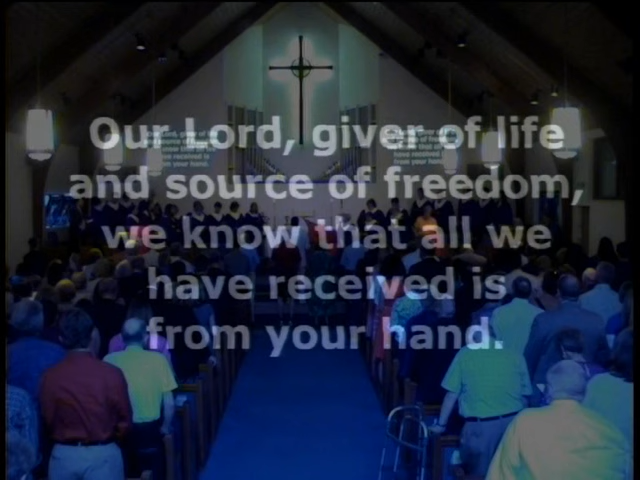 Our Lord, giver of life
and source of freedom,
we know that all we
have received is
from your hand.